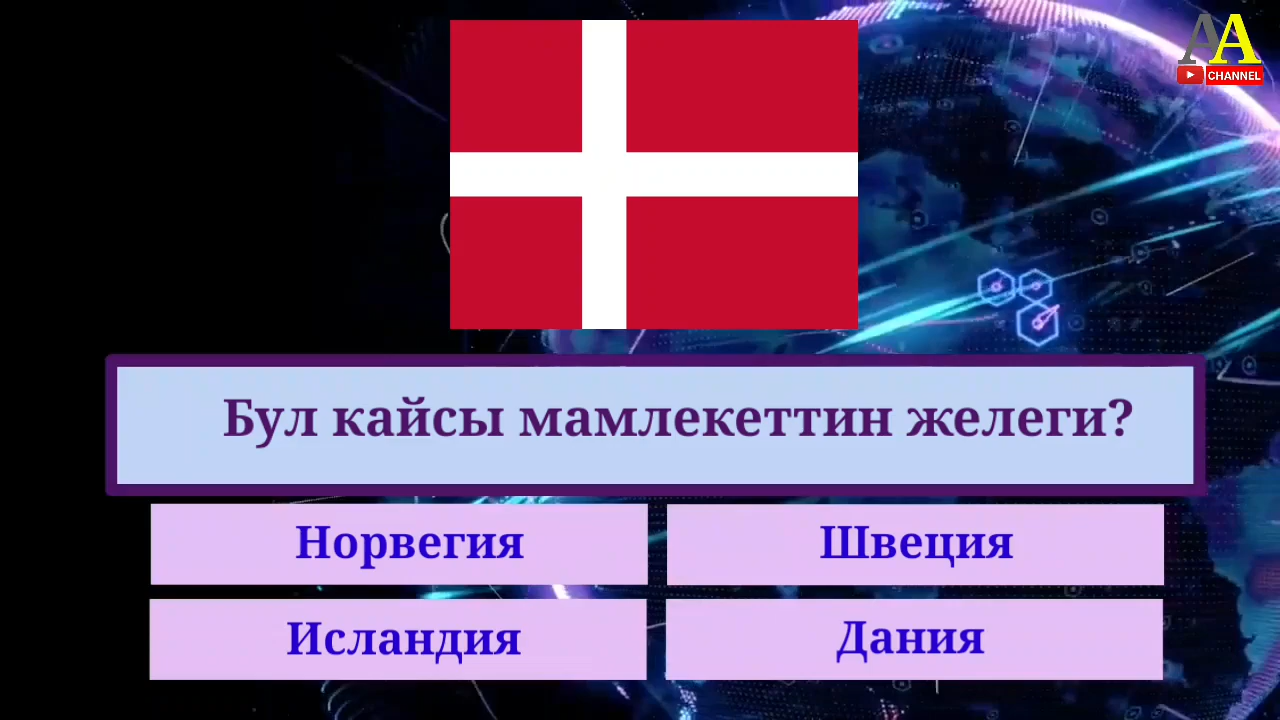 AA
CHANNEL
Бул кайсы мамлекеттин желеги?
Норвегия
Швеция
Исландия
Дания